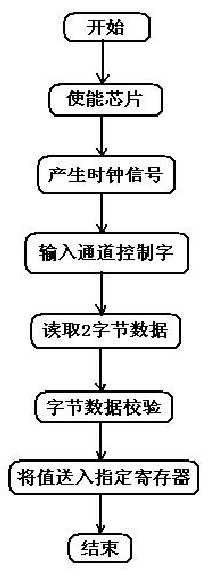 开始
使能芯片
产生时钟信号
输入通道控制字
读取2字节数据
字节数据校验
将值送入指定寄存器
结束